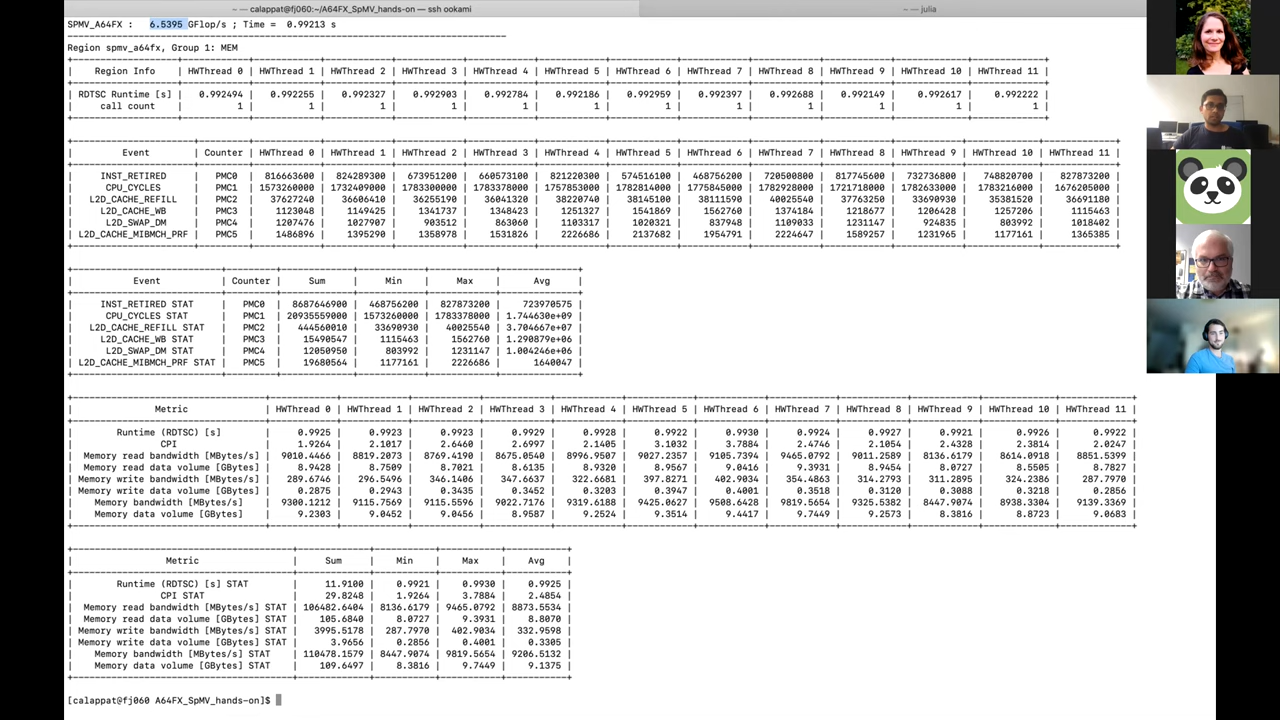 ~ — calappat@fj060:~/A64FX_SpMV_hands-on — ssh ookami
~ — julia
SPMV_A64FX : 6.5395 GFlop/s ; Time = 0.99213 s
Region spmv_a64fx, Group 1: MEM
| Region Info | HWThread 0 | HWThread 1 | HWThread 2 | HWThread 3 | HWThread 4 | HWThread 5 | HWThread 6 | HWThread 7 | HWThread 8 | HWThread 9 | HWThread 10 | HWThread 11 |
| RDTSC Runtime [s] | 0.992494 | 0.992255 | 0.992327 | 0.992903 | 0.992784 | 0.992186 | 0.992959 | 0.992397 | 0.992688 | 0.992149 | 0.992617 | 0.992222 |
| call count | 1 | 1 | 1 | 1 | 1 | 1 | 1 | 1 | 1 | 1 | 1 | 1 |
| Event | Counter | HWThread 0 | HWThread 1 | HWThread 2 | HWThread 3 | HWThread 4 | HWThread 5 | HWThread 6 | HWThread 7 | HWThread 8 | HWThread 9 | HWThread 10 | HWThread 11 |
| INST_RETIRED | PMC0 | 816663600 | 824289300 | 673951200 | 660573100 | 821220300 | 574516100 | 468756200 | 720500800 | 817745600 | 732736800 | 748820700 | 827873200 |
| CPU_CYCLES | PMC1 | 1573260000 | 1732409000 | 1783300000 | 1783378000 | 1757853000 | 1782814000 | 1775845000 | 1782928000 | 1721718000 | 1782633000 | 1783216000 | 1676205000 |
| L2D_CACHE_REFILL | PMC2 | 37627240 | 36606410 | 36255190 | 36041320 | 38220740 | 38145100 | 38111590 | 40025540 | 37763250 | 33690930 | 35381520 | 36691180 |
| L2D_CACHE_WB | PMC3 | 1123048 | 1149425 | 1341737 | 1348423 | 1251327 | 1541869 | 1562760 | 1374184 | 1218677 | 1206428 | 1257206 | 1115463 |
| L2D_SWAP_DM | PMC4 | 1207476 | 1027907 | 903512 | 863060 | 1103317 | 1020321 | 837948 | 1109033 | 1231147 | 924835 | 803992 | 1018402 |
| L2D_CACHE_MIBMCH_PRF | PMC5 | 1486896 | 1395290 | 1358978 | 1531826 | 2226686 | 2137682 | 1954791 | 2224647 | 1589257 | 1231965 | 1177161 | 1365385 |
| Event | Counter | Sum | Min | Max | Avg |
| INST_RETIRED STAT | PMC0 | 8687646900 | 468756200 | 827873200 | 723970575 |
| CPU_CYCLES STAT | PMC1 | 20935559000 | 1573260000 | 1783378000 | 1.744630e+09 |
| L2D_CACHE_REFILL STAT | PMC2 | 444560010 | 33690930 | 40025540 | 3.704667e+07 |
| L2D_CACHE_WB STAT | PMC3 | 15490547 | 1115463 | 1562760 | 1.290879e+06 |
| L2D_SWAP_DM STAT | PMC4 | 12050950 | 803992 | 1231147 | 1.004246e+06 |
| L2D_CACHE_MIBMCH_PRF STAT | PMC5 | 19680564 | 1177161 | 2226686 | 1640047 |
| Metric | HWThread 0 | HWThread 1 | HWThread 2 | HWThread 3 | HWThread 4 | HWThread 5 | HWThread 6 | HWThread 7 | HWThread 8 | HWThread 9 | HWThread 10 | HWThread 11 |
| Runtime (RDTSC) [s] | 0.9925 | 0.9923 | 0.9923 | 0.9929 | 0.9928 | 0.9922 | 0.9930 | 0.9924 | 0.9927 | 0.9921 | 0.9926 | 0.9922 |
| CPI | 1.9264 | 2.1017 | 2.6460 | 2.6997 | 2.1405 | 3.1032 | 3.7884 | 2.4746 | 2.1054 | 2.4328 | 2.3814 | 2.0247 |
| Memory read bandwidth [MBytes/s] | 9010.4466 | 8819.2073 | 8769.4190 | 8675.0540 | 8996.9507 | 9027.2357 | 9105.7394 | 9465.0792 | 9011.2589 | 8136.6179 | 8614.0918 | 8851.5399 |
| Memory read data volume [GBytes] | 8.9428 | 8.7509 | 8.7021 | 8.6135 | 8.9320 | 8.9567 | 9.0416 | 9.3931 | 8.9454 | 8.0727 | 8.5505 | 8.7827 |
| Memory write bandwidth [MBytes/s] | 289.6746 | 296.5496 | 346.1406 | 347.6637 | 322.6681 | 397.8271 | 402.9034 | 354.4863 | 314.2793 | 311.2895 | 324.2386 | 287.7970 |
| Memory write data volume [GBytes] | 0.2875 | 0.2943 | 0.3435 | 0.3452 | 0.3203 | 0.3947 | 0.4001 | 0.3518 | 0.3120 | 0.3088 | 0.3218 | 0.2856 |
| Memory bandwidth [MBytes/s] | 9300.1212 | 9115.7569 | 9115.5596 | 9022.7176 | 9319.6188 | 9425.0627 | 9508.6428 | 9819.5654 | 9325.5382 | 8447.9074 | 8938.3304 | 9139.3369 |
| Memory data volume [GBytes] | 9.2303 | 9.0452 | 9.0456 | 8.9587 | 9.2524 | 9.3514 | 9.4417 | 9.7449 | 9.2573 | 8.3816 | 8.8723 | 9.0683 |
| Metric | Sum | Min | Max | Avg |
| Runtime (RDTSC) [s] STAT | 11.9100 | 0.9921 | 0.9930 | 0.9925 |
| CPI STAT | 29.8248 | 1.9264 | 3.7884 | 2.4854 |
| Memory read bandwidth [MBytes/s] STAT | 106482.6404 | 8136.6179 | 9465.0792 | 8873.5534 |
| Memory read data volume [GBytes] STAT | 105.6840 | 8.0727 | 9.3931 | 8.8070 |
| Memory write bandwidth [MBytes/s] STAT | 3995.5178 | 287.7970 | 402.9034 | 332.9598 |
| Memory write data volume [GBytes] STAT | 3.9656 | 0.2856 | 0.4001 | 0.3305 |
| Memory bandwidth [MBytes/s] STAT | 110478.1579 | 8447.9074 | 9819.5654 | 9206.5132 |
| Memory data volume [GBytes] STAT | 109.6497 | 8.3816 | 9.7449 | 9.1375 |
[calappat@fj060 A64FX_SpMV_hands-on]$